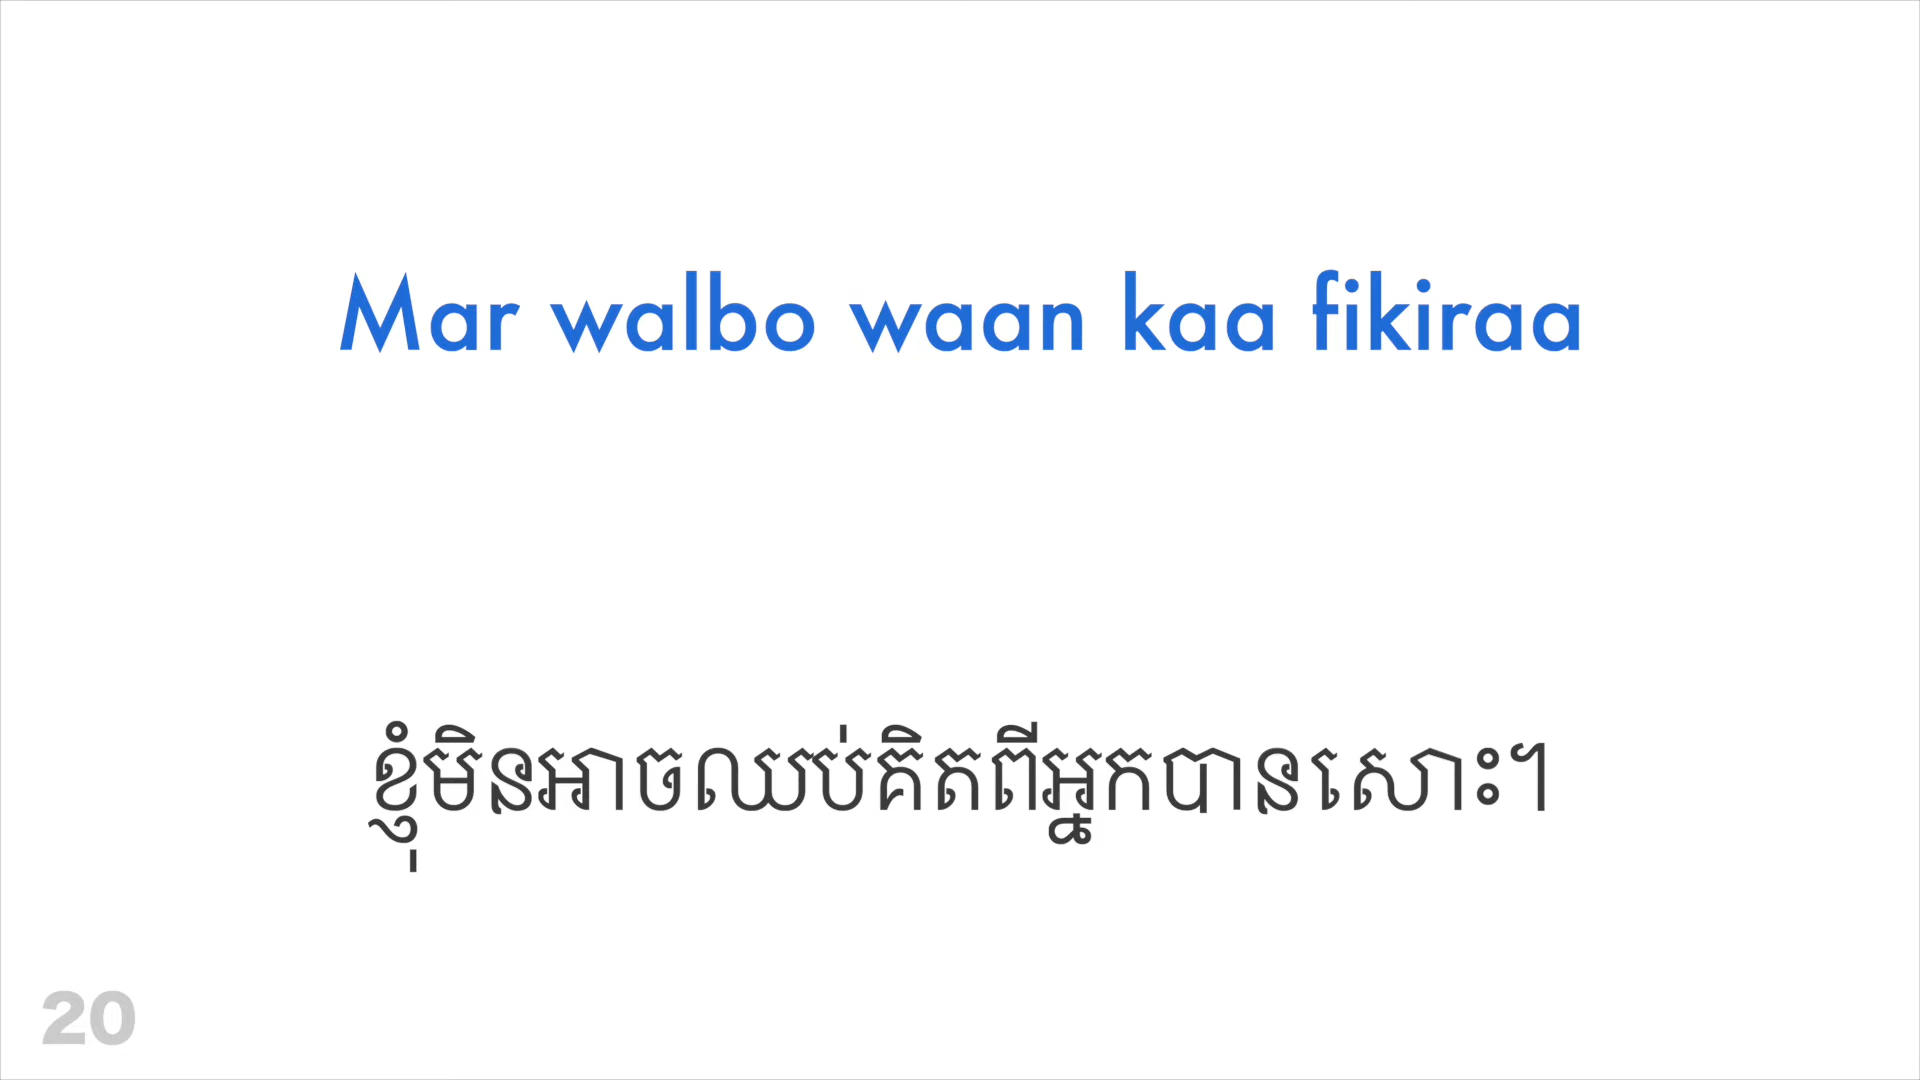 Mar walbo waan kaa fikiraa
ខ្ញុំមិនអាចឈប់គិតពីអ្នកបានសោះ។
20